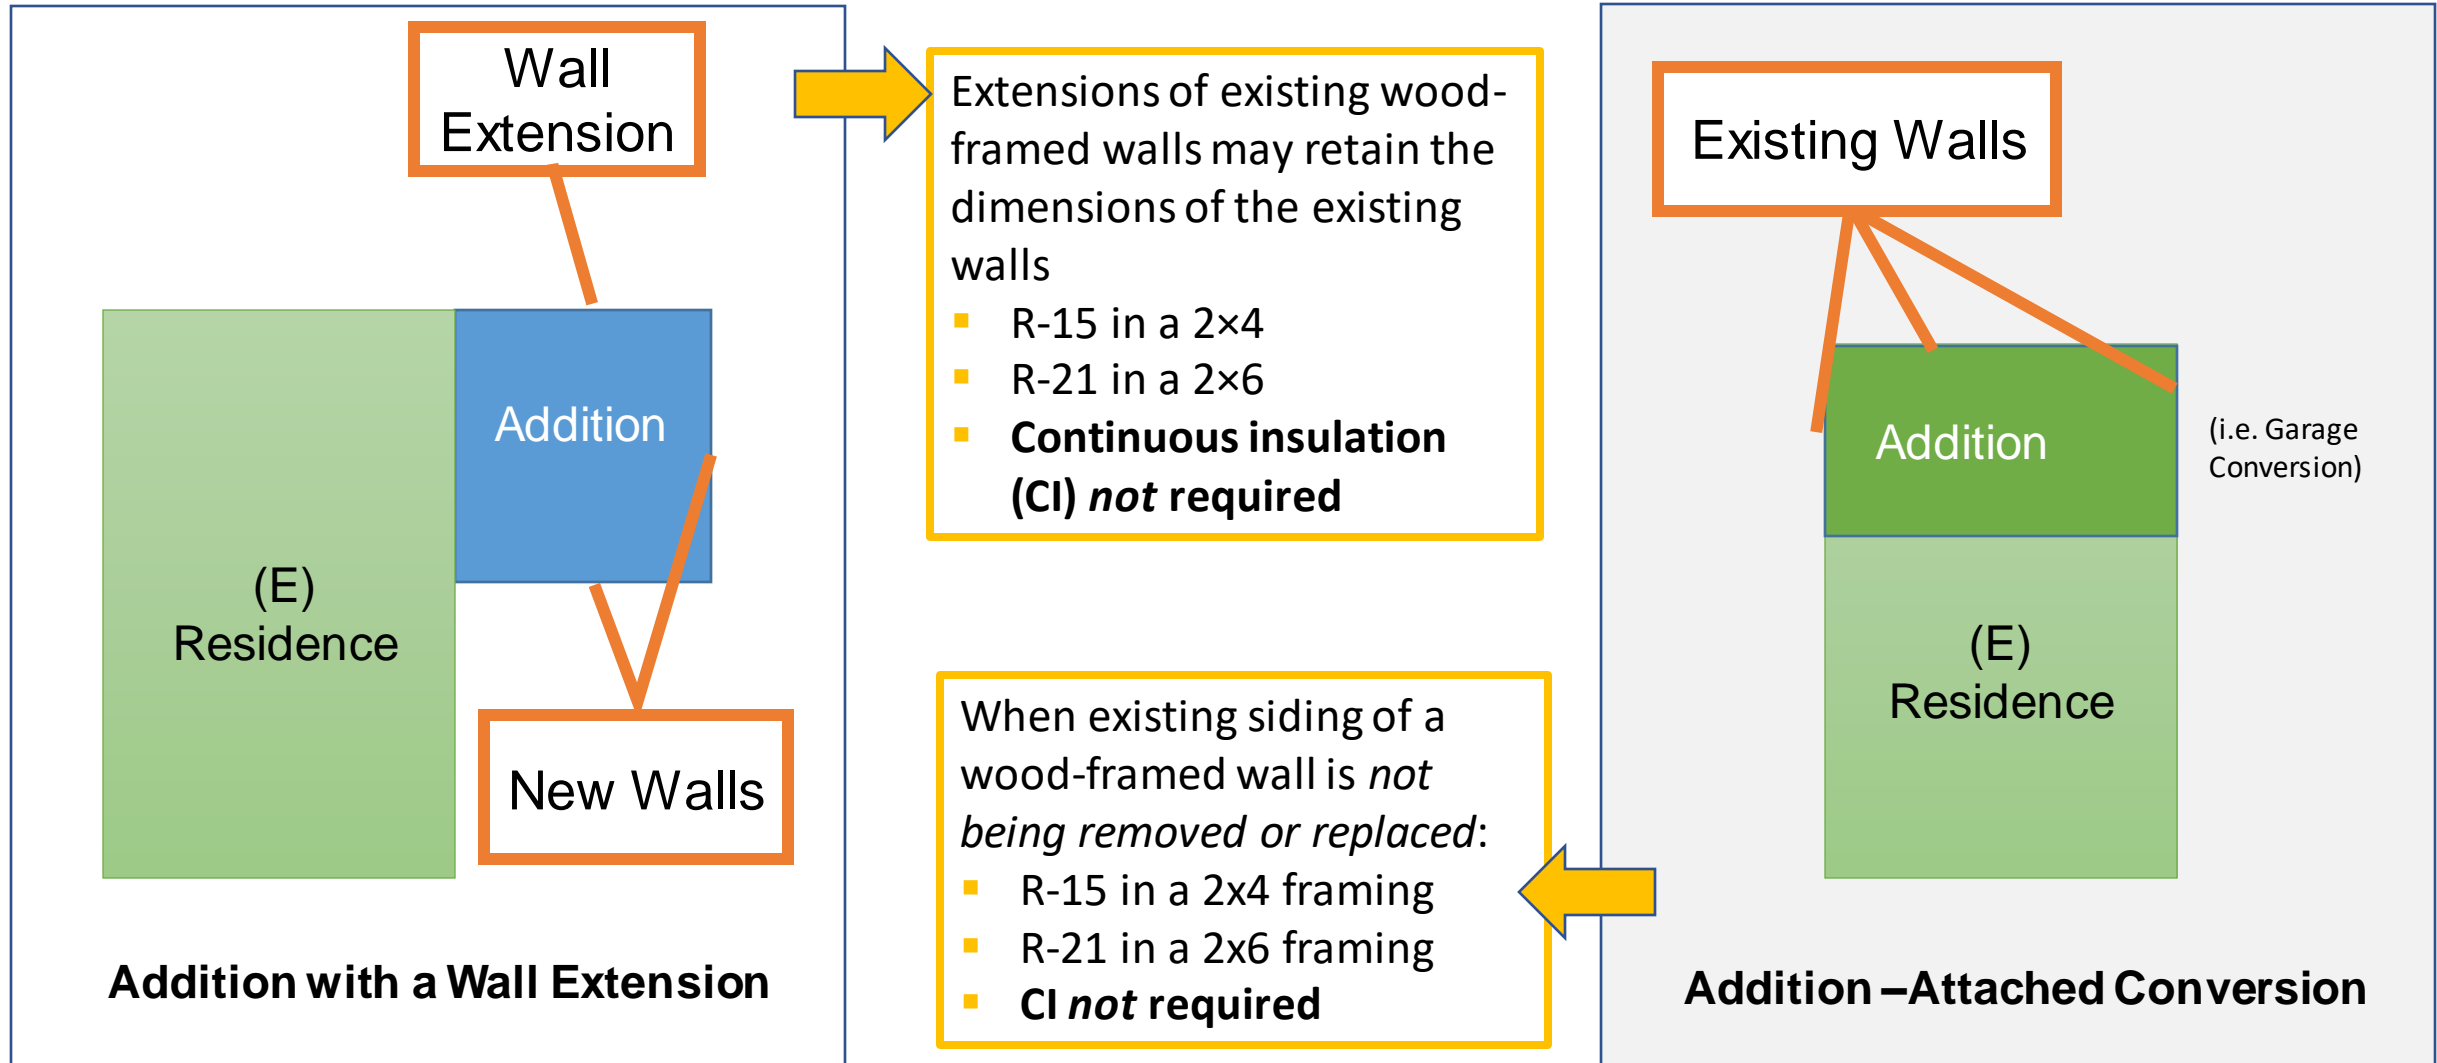 Wall
Extension
Addition
(E)
Residence
New Walls
Addition with a Wall Extension
Extensions of existing wood-
framed walls may retain the
dimensions of the existing
walls
▪ R-15 in a 2×4
▪ R-21 in a 2×6
▪ Continuous insulation
(CI) not required
When existing siding of a
wood-framed wall is not
being removed or replaced:
▪ R-15 in a 2x4 framing
▪ R-21 in a 2x6 framing
▪ CI not required
Existing Walls
Addition
(i.e. Garage
Conversion)
(E)
Residence
Addition –Attached Conversion